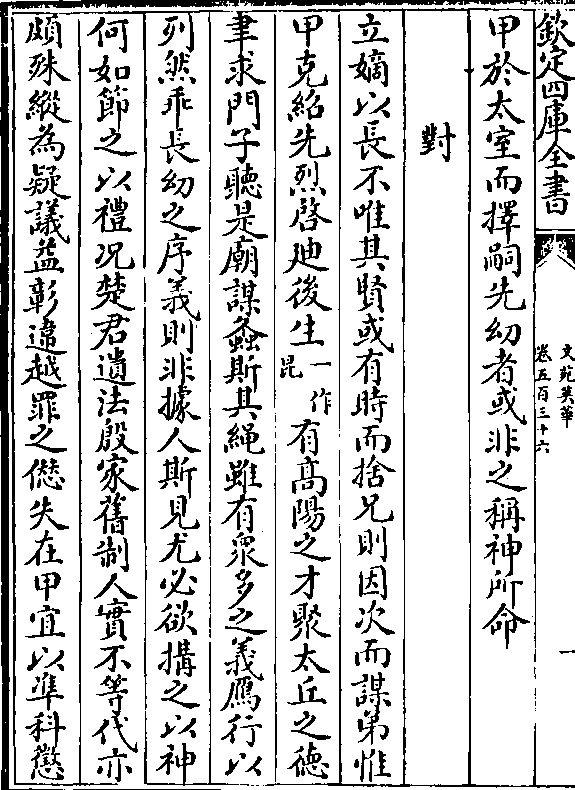 欽定四庫全書
文苑英華
卷五百三十六
一
甲於太室而擇嗣先幼者或非之稱神所命
對
立嫡以長不唯其賢或有時而捨兄則因次而謀弟惟
甲克紹先烈啓廸後生一作昆有髙陽之才聚太丘之德
聿求門子聽是廟謀螽斯其繩雖有衆多之義鴈行以
列然乖長幼之序義則非據人斯見尤必欲搆之以神
何如節之以禮况楚君遺法殷家舊制人實不等代亦
頗殊縱為疑議益彰違越罪之僽失在甲宜以凖科懲